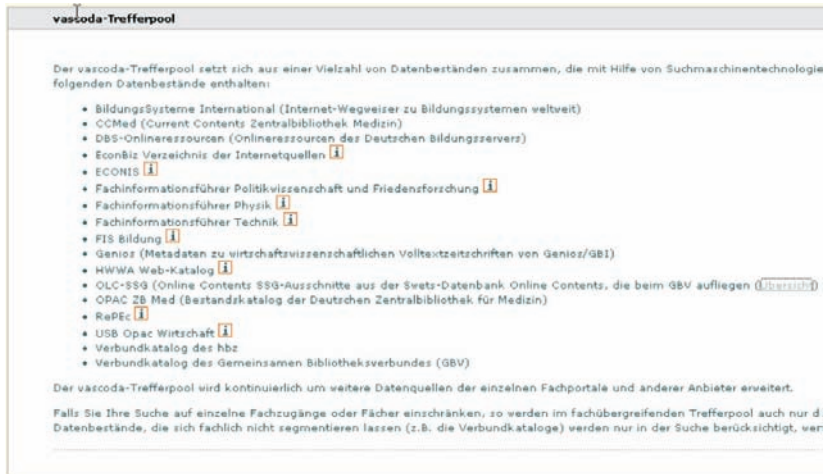 vascoda-Trefferpool
Der vascoda-Trefferpool setzt sich aus einer Vielzahl von Datenbeständen zusammen, die mit Hilfe von Suchmaschinentechnologie
folgenden Datenbestände enthalten:
• BildungsSysteme International (Internet-Wegweiser zu Bildungssystemen weltweit)
• CCMed (Current Contents Zentralbibliothek Medizin)
• DBS-Onlineressourcen (Onlineressourcen des Deutschen Bildungsservers)
• EconBiz Verzeichnis der Internetquellen i
• ECONIS i
• Fachinformationsführer Politikwissenschaft und Friedensforschung i
• Fachinformationsführer Physik i
• Fachinformationsführer Technik i
• FIS Bildung i
• Genios (Metadaten zu wirtschaftswissenschaftlichen Volltextzeitschriften von Genios/GBI)
• HWWA Web-Katalog i
• OLC-SSG (Online Contents SSG-Ausschnitte aus der Swets-Datenbank Online Contents, die beim GBV aufliegen (Übersicht)
• OPAC ZB Med (Bestandskatalog der Deutschen Zentralbibliothek für Medizin)
• RePEc i
• USB Opac Wirtschaft i
• Verbundkatalog des hbz
• Verbundkatalog des Gemeinsamen Bibliotheksverbundes (GBV)
Der vascoda-Trefferpool wird kontinuierlich um weitere Datenquellen der einzelnen Fachportale und anderer Anbieter erweitert.
Falls Sie Ihre Suche auf einzelne Fachzugänge oder Fächer einschränken, so werden im fachübergreifenden Trefferpool auch nur d
Datenbestände, die sich fachlich nicht segmentieren lassen (z.B. die Verbundkataloge) werden nur in der Suche berücksichtigt, wen